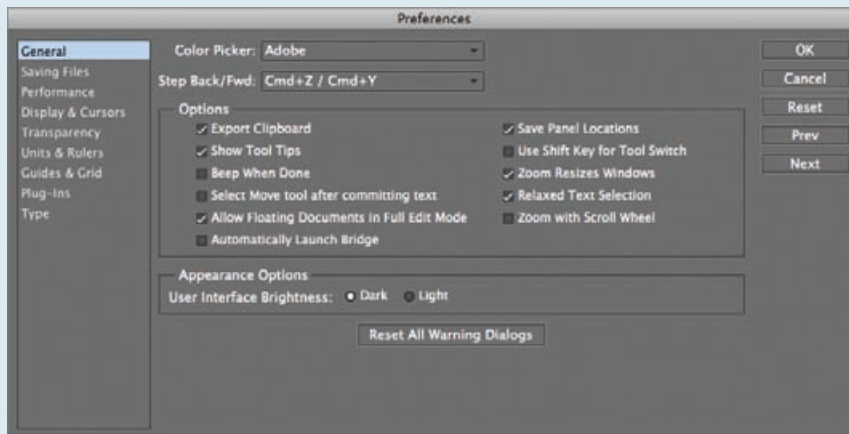 Preferences
General
Saving Files
Performance
Display & Cursors
Transparency
Units & Rulers
Guides & Grid
Plug-Ins
Type
Color Picker: Adobe
Step Back/Fwd: Cmd+Z / Cmd+Y
Options
Export Clipboard
Show Tool Tips
Beep When Done
Select Move tool after committing text
Allow Floating Documents in Full Edit Mode
Automatically Launch Bridge
Save Panel Locations
Use Shift Key for Tool Switch
Zoom Resizes Windows
Relaxed Text Selection
Zoom with Scroll Wheel
Appearance Options
User Interface Brightness: Dark Light
Reset All Warning Dialogs
OK
Cancel
Reset
Prev
Next